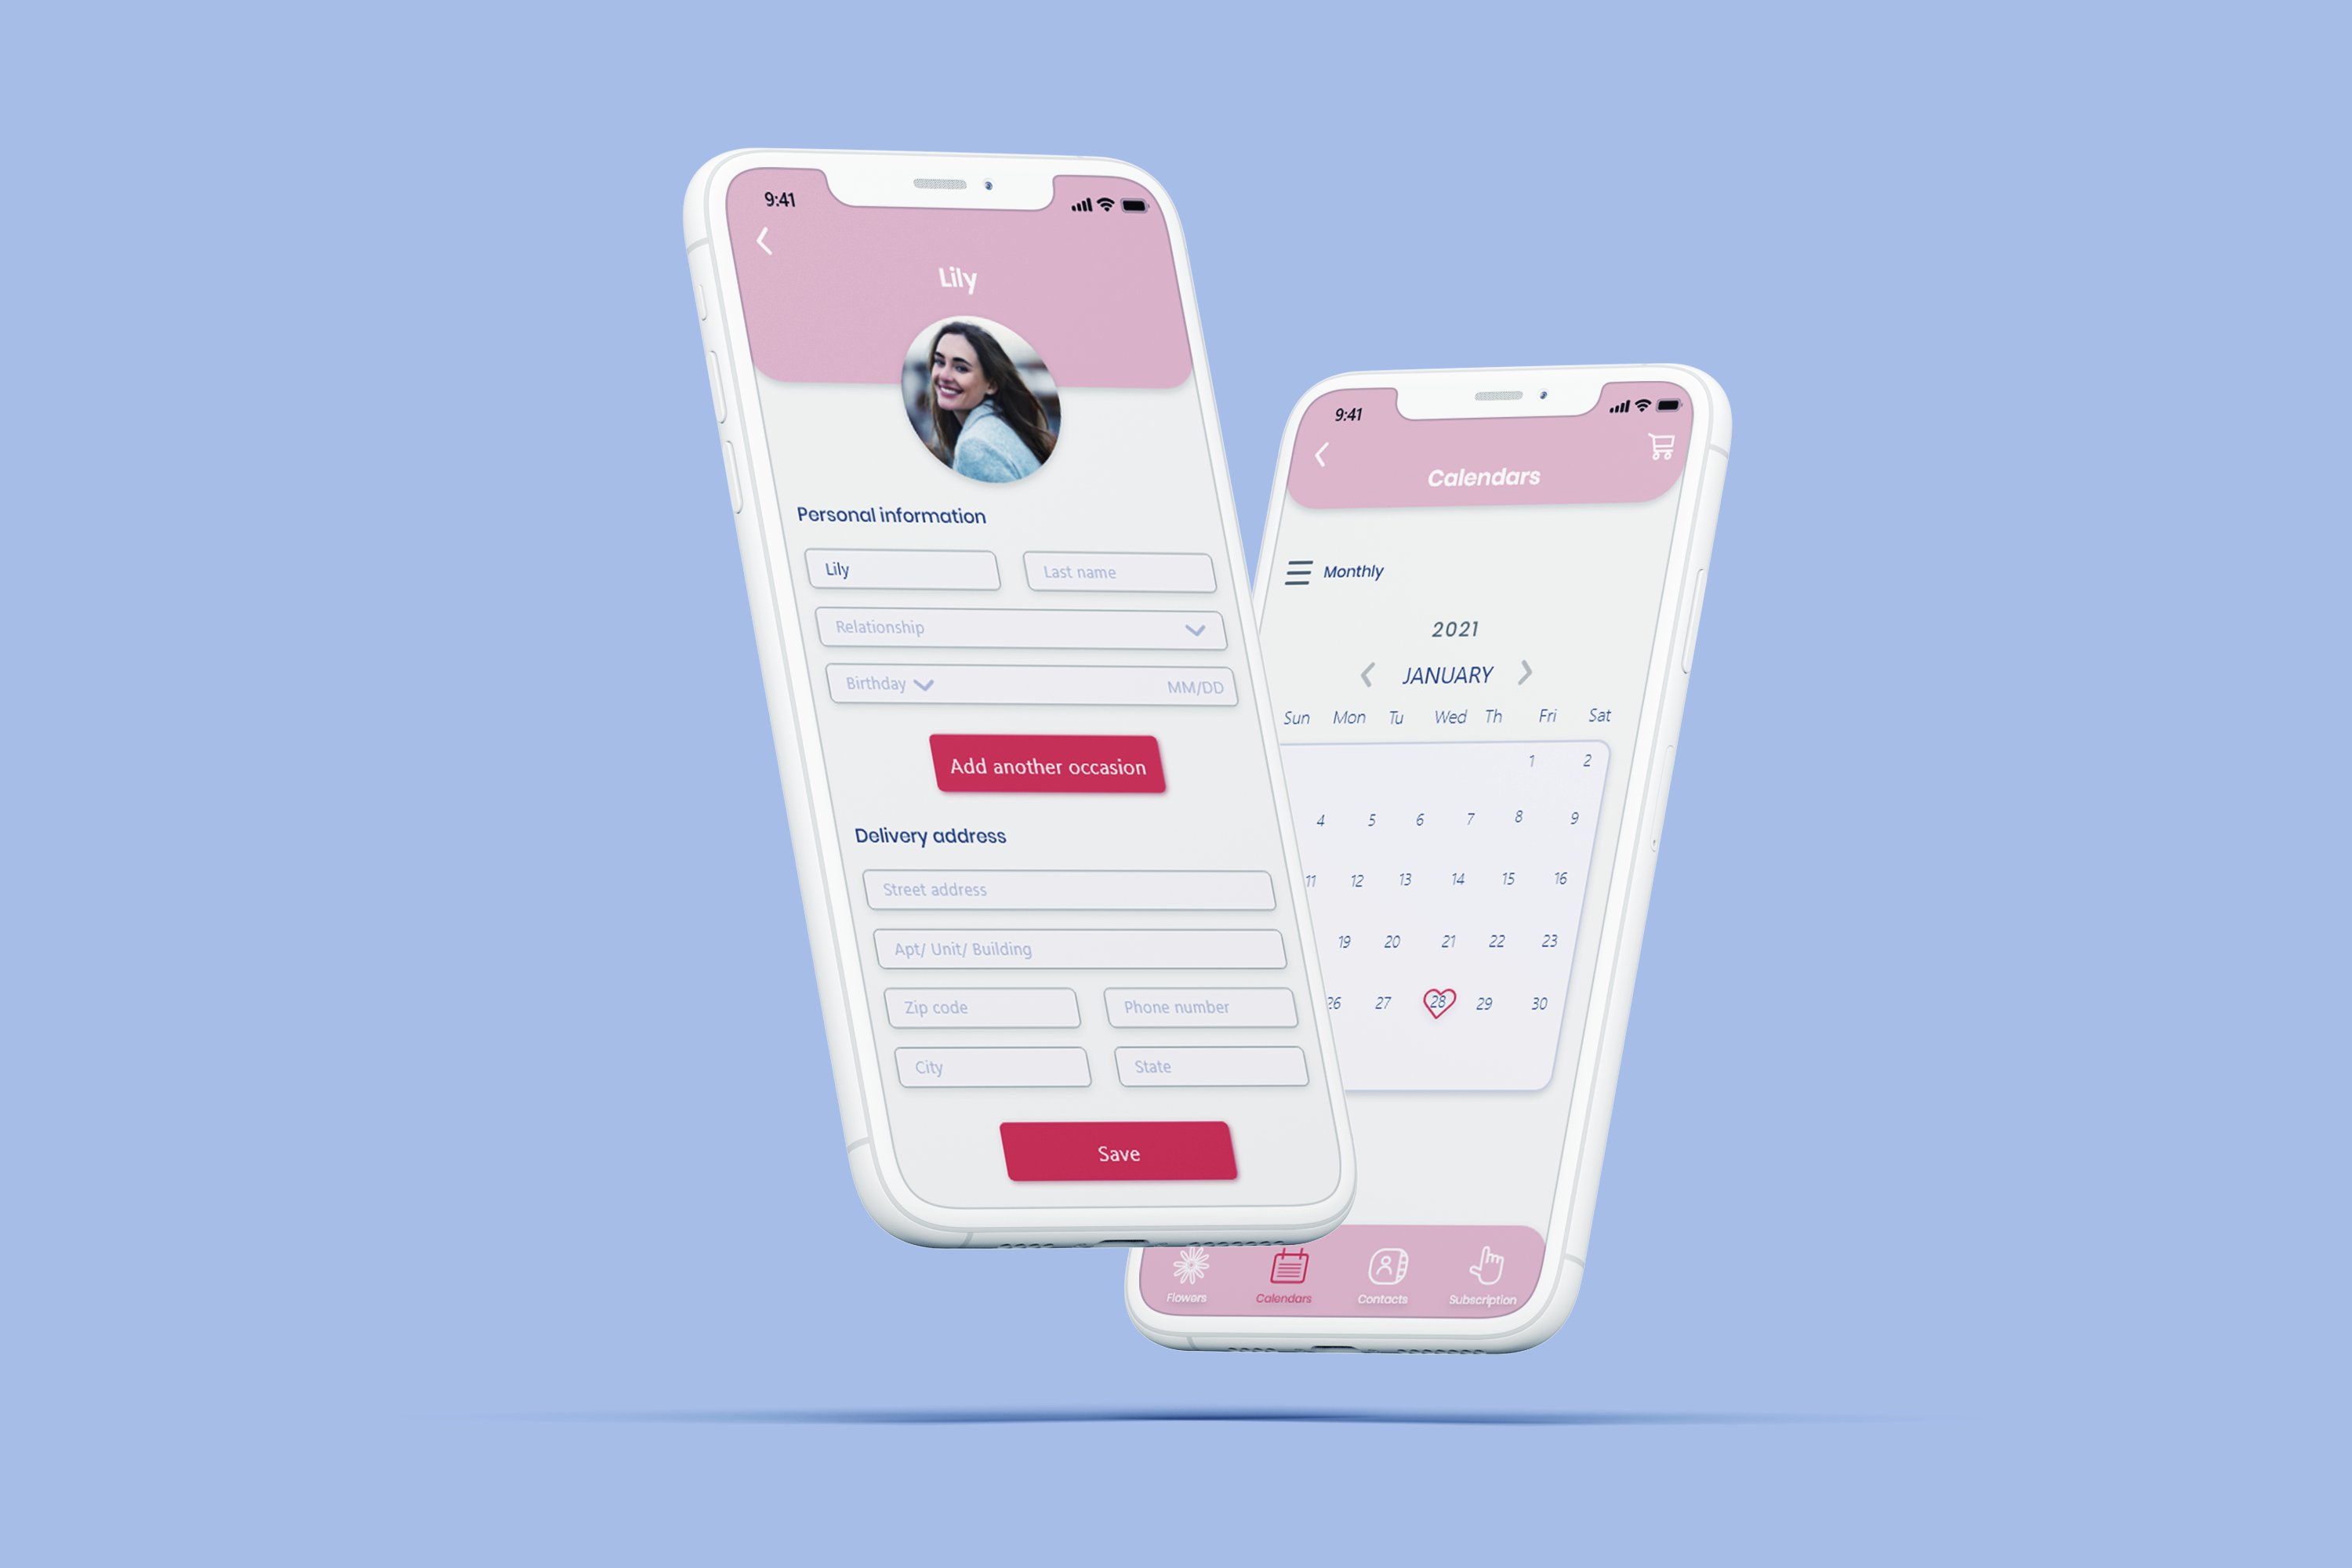 9:41
Lily
Personal information
Lily
Last name
Relationship
Birthday
MM/DD
Add another occasion
Delivery address
Street address
Apt/ Unit/ Building
Zip code
Phone number
City
State
Save
9:41
Calendars
Monthly
2021
JANUARY
Sun Mon Tu Wed Th Fri Sat
1 2
4 5 6 7 8 9
11 12 13 14 15 16
19 20 21 22 23
26 27 28 29 30
Flowers Calendars Contacts Subscription